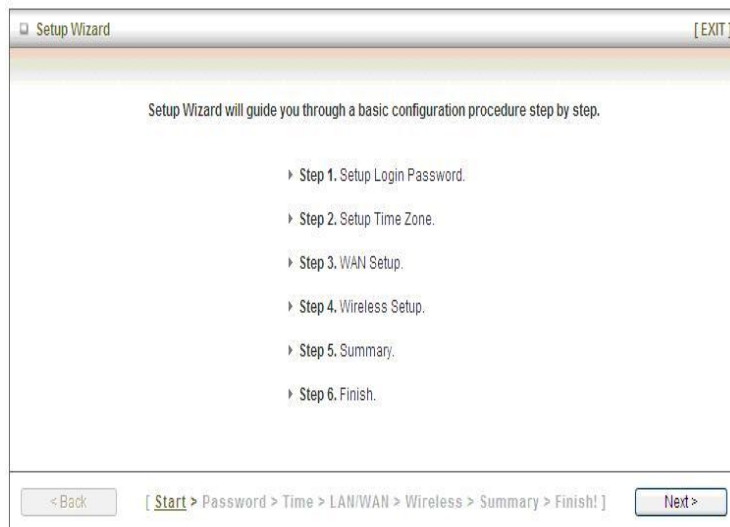 Setup Wizard [ EXIT ]
Setup Wizard will guide you through a basic configuration procedure step by step.
Step 1. Setup Login Password.
Step 2. Setup Time Zone.
Step 3. WAN Setup.
Step 4. Wireless Setup.
Step 5. Summary.
Step 6. Finish.
< Back [ Start > Password > Time > LAN/WAN > Wireless > Summary > Finish! ] Next >